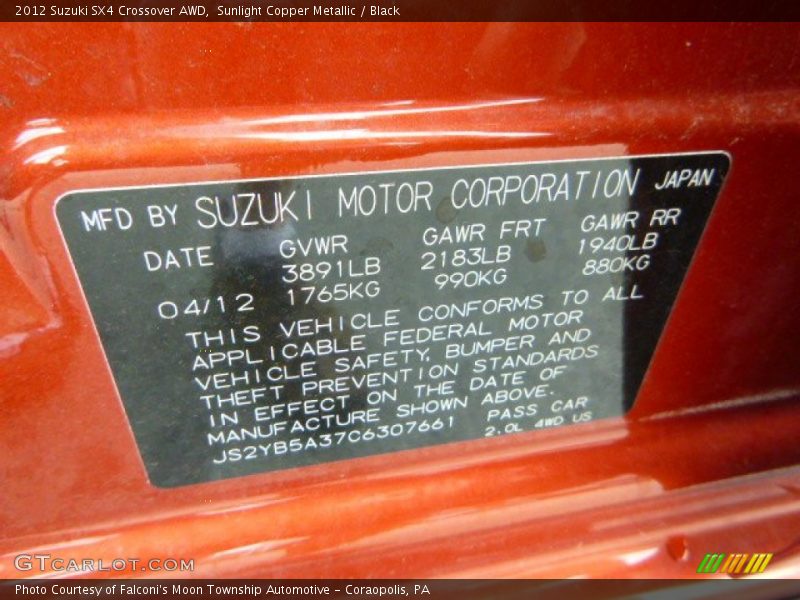 2012 Suzuki SX4 Crossover AWD, Sunlight Copper Metallic / Black
MFD BY SUZUKI MOTOR CORPORATION JAPAN
DATE GVWR GAWR FRT GAWR RR
3891LB 2183LB 1940LB
04/12 1765KG 990KG 880KG
THIS VEHICLE CONFORMS TO ALL
APPLICABLE FEDERAL MOTOR
VEHICLE SAFETY, BUMPER AND
THEFT PREVENTION STANDARDS
IN EFFECT ON THE DATE OF
MANUFACTURE SHOWN ABOVE.
JS2YB5A37C6307661 PASS CAR
2.0L 4WD US
GTCARLOT.COM
Photo Courtesy of Falconi's Moon Township Automotive - Coraopolis, PA